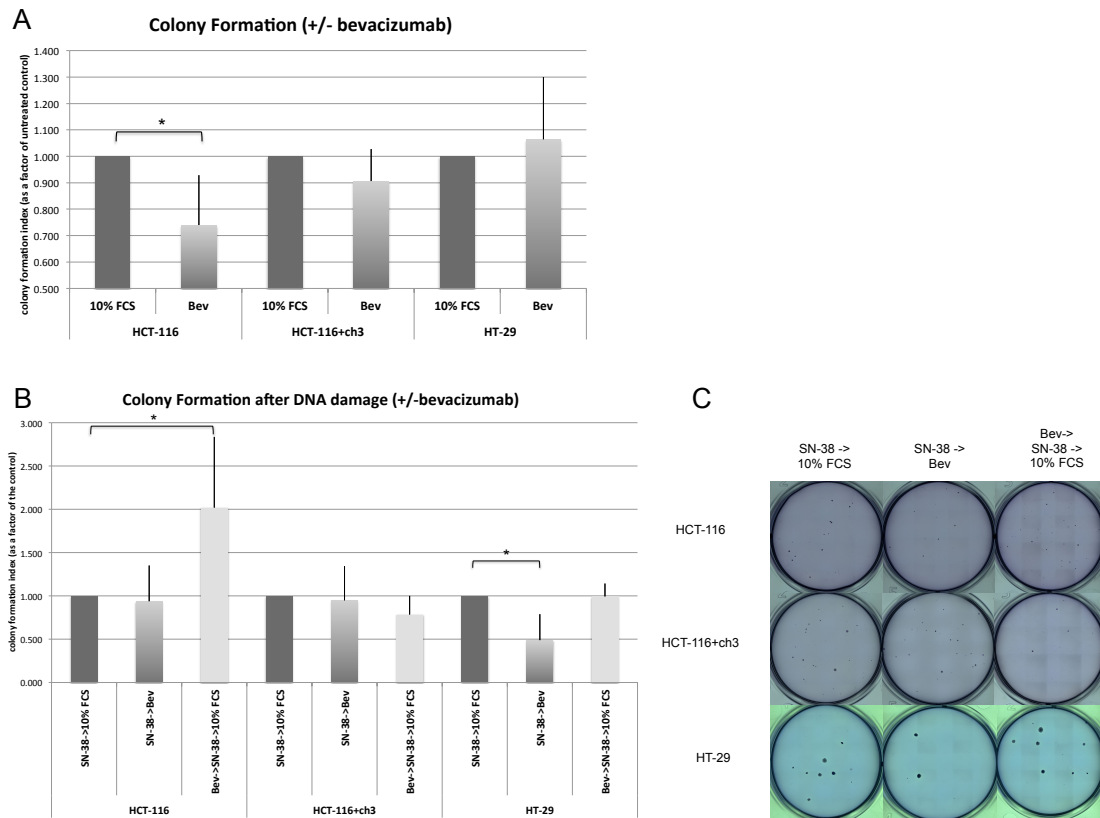 A
Colony Formation (+/- bevacizumab)
colony formation index (as a factor of untreated control)
1.400
1.300
1.200
1.100
1.000
0.900
0.800
0.700
0.600
0.500
*
10% FCS
Bev
10% FCS
Bev
10% FCS
Bev
HCT-116
HCT-116+ch3
HT-29
B
Colony Formation after DNA damage (+/-bevacizumab)
colony formation index (as a factor of the control)
3.000
2.500
2.000
1.500
1.000
0.500
0.000
*
*
SN-38->10% FCS
SN-38->Bev
Bev->SN-38->10% FCS
SN-38->10% FCS
SN-38->Bev
Bev->SN-38->10% FCS
SN-38->10% FCS
SN-38->Bev
Bev->SN-38->10% FCS
HCT-116
HCT-116+ch3
HT-29
C
SN-38 ->
10% FCS
SN-38 ->
Bev
Bev->
SN-38 ->
10% FCS
HCT-116
HCT-116+ch3
HT-29